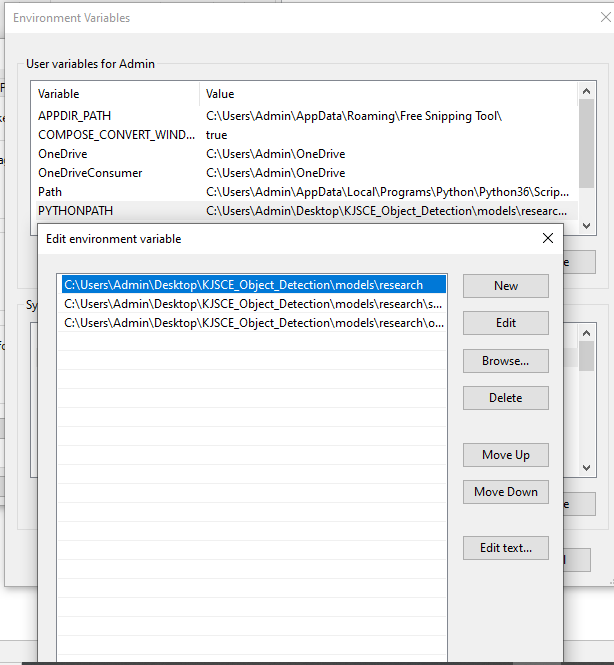 Environment Variables
User variables for Admin
Variable Value
APPDIR_PATH C:\Users\Admin\AppData\Roaming\Free Snipping Tool\
COMPOSE_CONVERT_WIND... true
OneDrive C:\Users\Admin\OneDrive
OneDriveConsumer C:\Users\Admin\OneDrive
Path C:\Users\Admin\AppData\Local\Programs\Python\Python36\Scrip...
PYTHONPATH C:\Users\Admin\Desktop\KJSCE_Object_Detection\models\researc...
Edit environment variable
C:\Users\Admin\Desktop\KJSCE_Object_Detection\models\research
C:\Users\Admin\Desktop\KJSCE_Object_Detection\models\research\s...
C:\Users\Admin\Desktop\KJSCE_Object_Detection\models\research\o...
New
Edit
Browse...
Delete
Move Up
Move Down
Edit text...
Sy